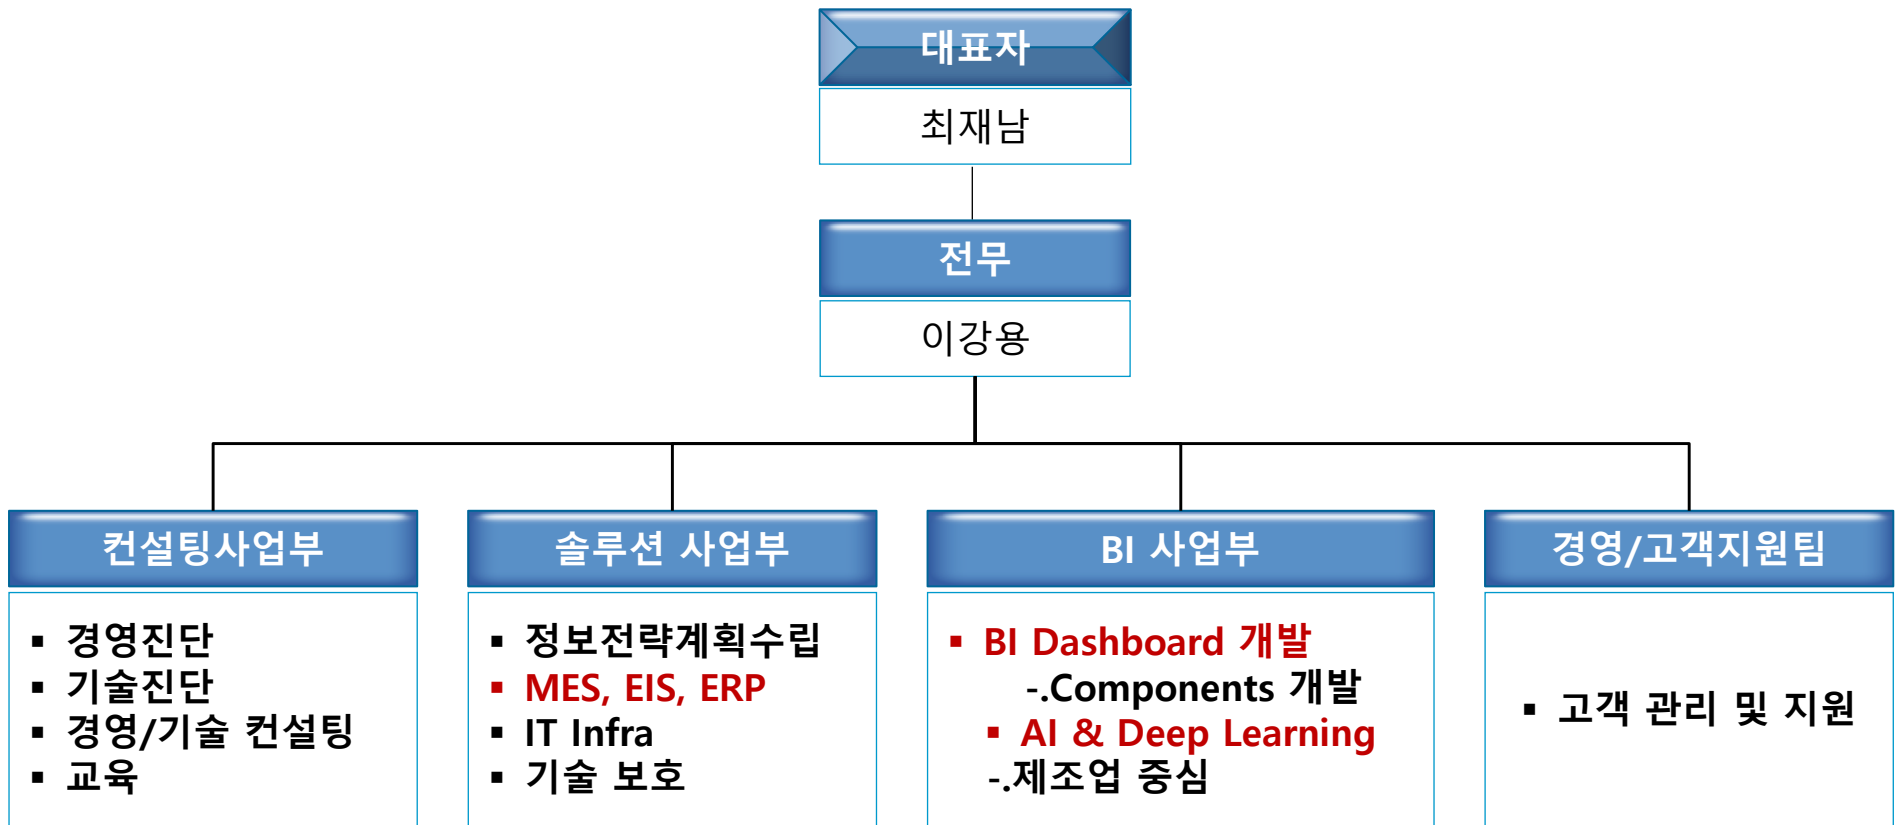 대표자
최재남
전무
이강용
컨설팅사업부
▪ 경영진단
▪ 기술진단
▪ 경영/기술 컨설팅
▪ 교육
솔루션 사업부
▪ 정보전략계획수립
▪ MES, EIS, ERP
▪ IT Infra
▪ 기술 보호
BI 사업부
▪ BI Dashboard 개발
-.Components 개발
▪ AI & Deep Learning
-.제조업 중심
경영/고객지원팀
▪ 고객 관리 및 지원